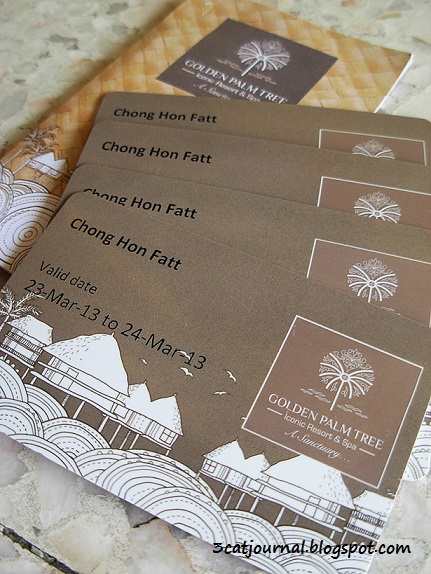 GOLDEN PALM TREE
Iconic Resort & Spa
A Sanctuary...
Chong Hon Fatt
Chong Hon Fatt
Chong Hon Fatt
Chong Hon Fatt
Valid date
23-Mar-13 to 24-Mar-13
GOLDEN PALM TREE
Iconic Resort & Spa
A Sanctuary...
3catjournal.blogspot.com